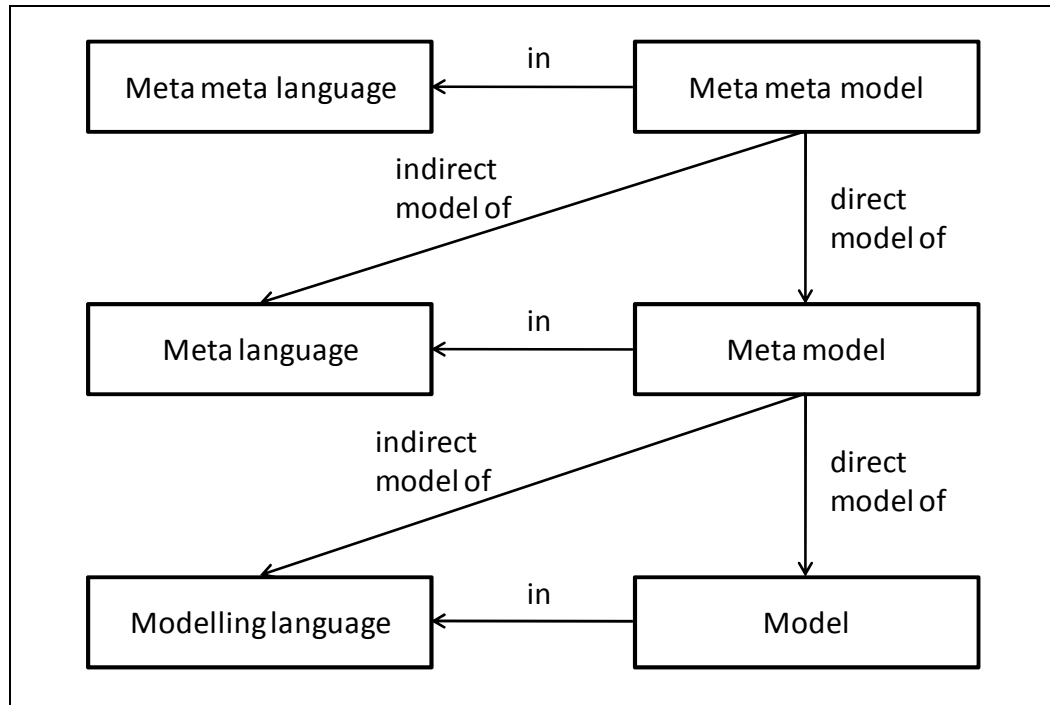 in
Meta meta language
Meta meta model
indirect
model of
direct
model of
in
Meta language
Meta model
indirect
model of
direct
model of
in
Modelling language
Model